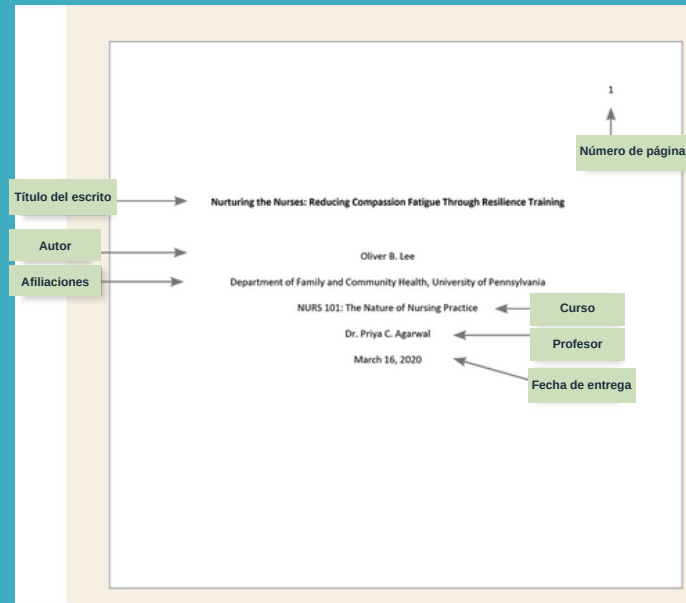 1
Número de página
Título del escrito
Nurturing the Nurses: Reducing Compassion Fatigue Through Resilience Training
Autor
Oliver B. Lee
Afiliaciones
Department of Family and Community Health, University of Pennsylvania
NURS 101: The Nature of Nursing Practice
Curso
Dr. Priya C. Agarwal
Profesor
March 16, 2020
Fecha de entrega